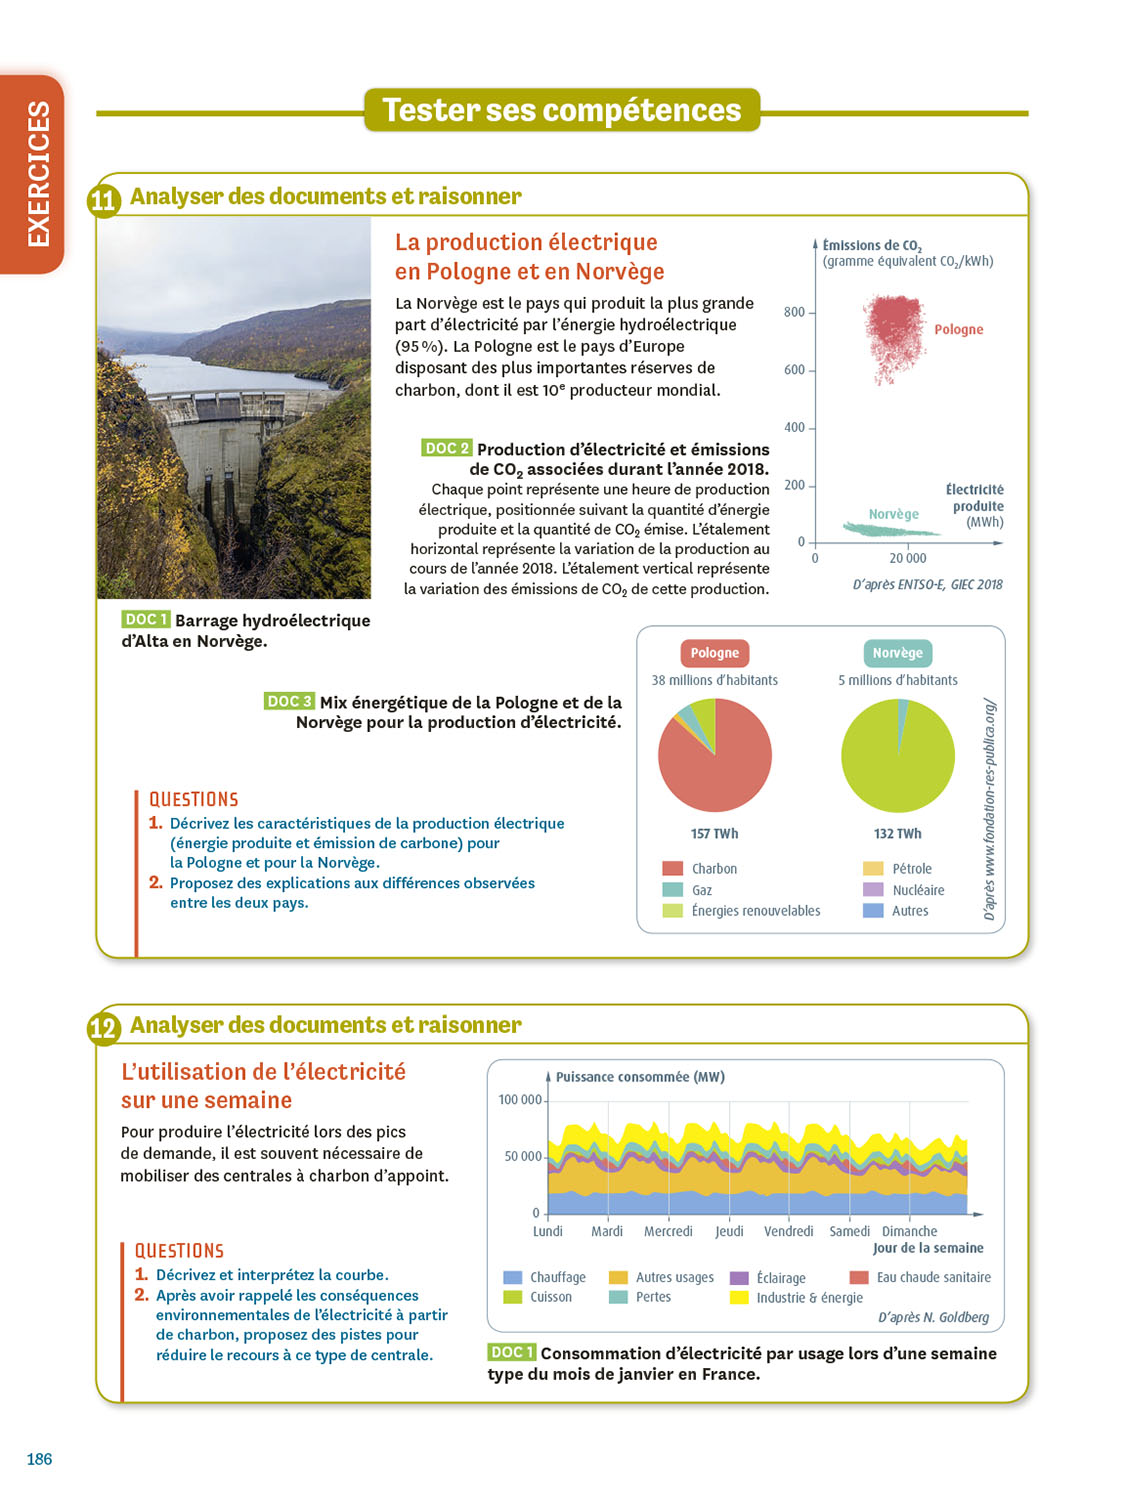 EXERCICES
Tester ses compétences
11 Analyser des documents et raisonner
La production électrique
en Pologne et en Norvège
La Norvège est le pays qui produit la plus grande
part d'électricité par l'énergie hydroélectrique
(95 %). La Pologne est le pays d'Europe
disposant des plus importantes réserves de
charbon, dont il est 10e producteur mondial.
DOC 2 Production d'électricité et émissions
de CO2 associées durant l'année 2018.
Chaque point représente une heure de production
électrique, positionnée suivant la quantité d'énergie
produite et la quantité de CO2 émise. L'étalement
horizontal représente la variation de la production au
cours de l'année 2018. L'étalement vertical représente
la variation des émissions de CO2 de cette production.
Émissions de CO2
(gramme équivalent CO2/kWh)
800
Pologne
600
400
200
Électricité
produite
(MWh)
Norvège
0
0 20 000
D'après ENTSO-E, GIEC 2018
DOC 1 Barrage hydroélectrique
d'Alta en Norvège.
DOC 3 Mix énergétique de la Pologne et de la
Norvège pour la production d'électricité.
Pologne Norvège
38 millions d'habitants 5 millions d'habitants
157 TWh 132 TWh
Charbon Pétrole
Gaz Nucléaire
Énergies renouvelables Autres
D'après www.fondation-res-publica.org/
QUESTIONS
1. Décrivez les caractéristiques de la production électrique
(énergie produite et émission de carbone) pour
la Pologne et pour la Norvège.
2. Proposez des explications aux différences observées
entre les deux pays.
12 Analyser des documents et raisonner
L'utilisation de l'électricité
sur une semaine
Pour produire l'électricité lors des pics
de demande, il est souvent nécessaire de
mobiliser des centrales à charbon d'appoint.
QUESTIONS
1. Décrivez et interprétez la courbe.
2. Après avoir rappelé les conséquences
environnementales de l'électricité à partir
de charbon, proposez des pistes pour
réduire le recours à ce type de centrale.
Puissance consommée (MW)
100 000
50 000
0
Lundi Mardi Mercredi Jeudi Vendredi Samedi Dimanche
Jour de la semaine
Chauffage Autres usages Éclairage Eau chaude sanitaire
Cuisson Pertes Industrie & énergie
D'après N. Goldberg
DOC 1 Consommation d'électricité par usage lors d'une semaine
type du mois de janvier en France.
186